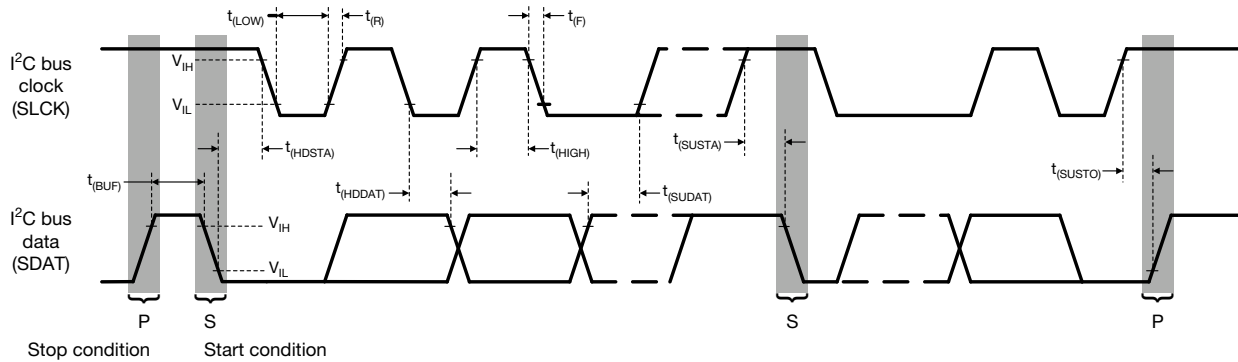 t(LOW) t(R) t(F)
I²C bus
clock
(SLCK)
VIH
VIL
t(HDSTA) t(HIGH) t(SUSTA) t(SUSTO)
t(BUF) t(HDDAT) t(SUDAT)
I²C bus
data
(SDAT)
VIH
VIL
P S S P
Stop condition Start condition